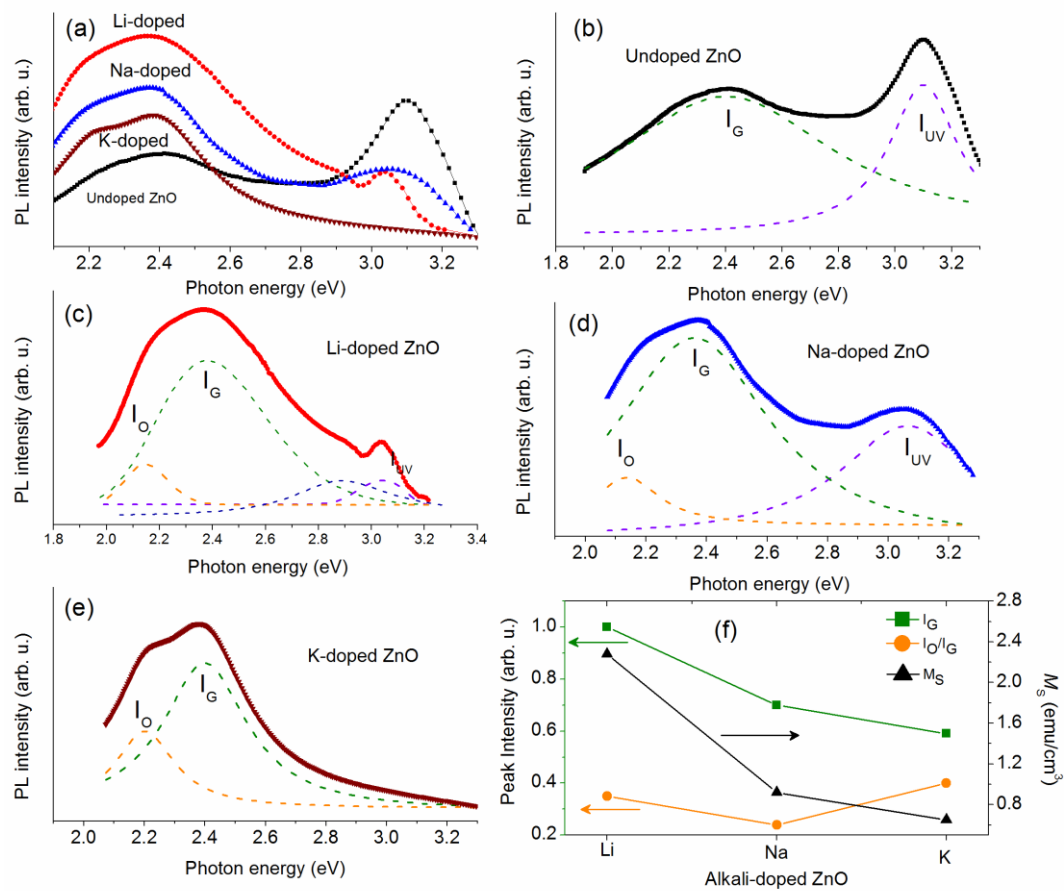 (a)
Li-doped
Na-doped
K-doped
Undoped ZnO
PL intensity (arb. u.)
2.2 2.4 2.6 2.8 3.0 3.2
Photon energy (eV)
(b)
Undoped ZnO
I_G
I_UV
PL intensity (arb. u.)
1.8 2.0 2.2 2.4 2.6 2.8 3.0 3.2
Photon energy (eV)
(c)
Li-doped ZnO
I_O
I_G
I_UV
PL intensity (arb. u.)
1.8 2.0 2.2 2.4 2.6 2.8 3.0 3.2 3.4
Photon energy (eV)
(d)
Na-doped ZnO
I_G
I_O
I_UV
PL intensity (arb. u.)
2.0 2.2 2.4 2.6 2.8 3.0 3.2
Photon energy (eV)
(e)
K-doped ZnO
I_O
I_G
PL intensity (arb. u.)
2.0 2.2 2.4 2.6 2.8 3.0 3.2
Photon energy (eV)
(f)
I_G
I_O/I_G
M_S
Peak Intensity (arb. u.)
1.0
0.8
0.6
0.4
0.2
2.8
2.4
2.0
1.6
1.2
0.8
M_S (emu/cm³)
Li Na K
Alkali-doped ZnO